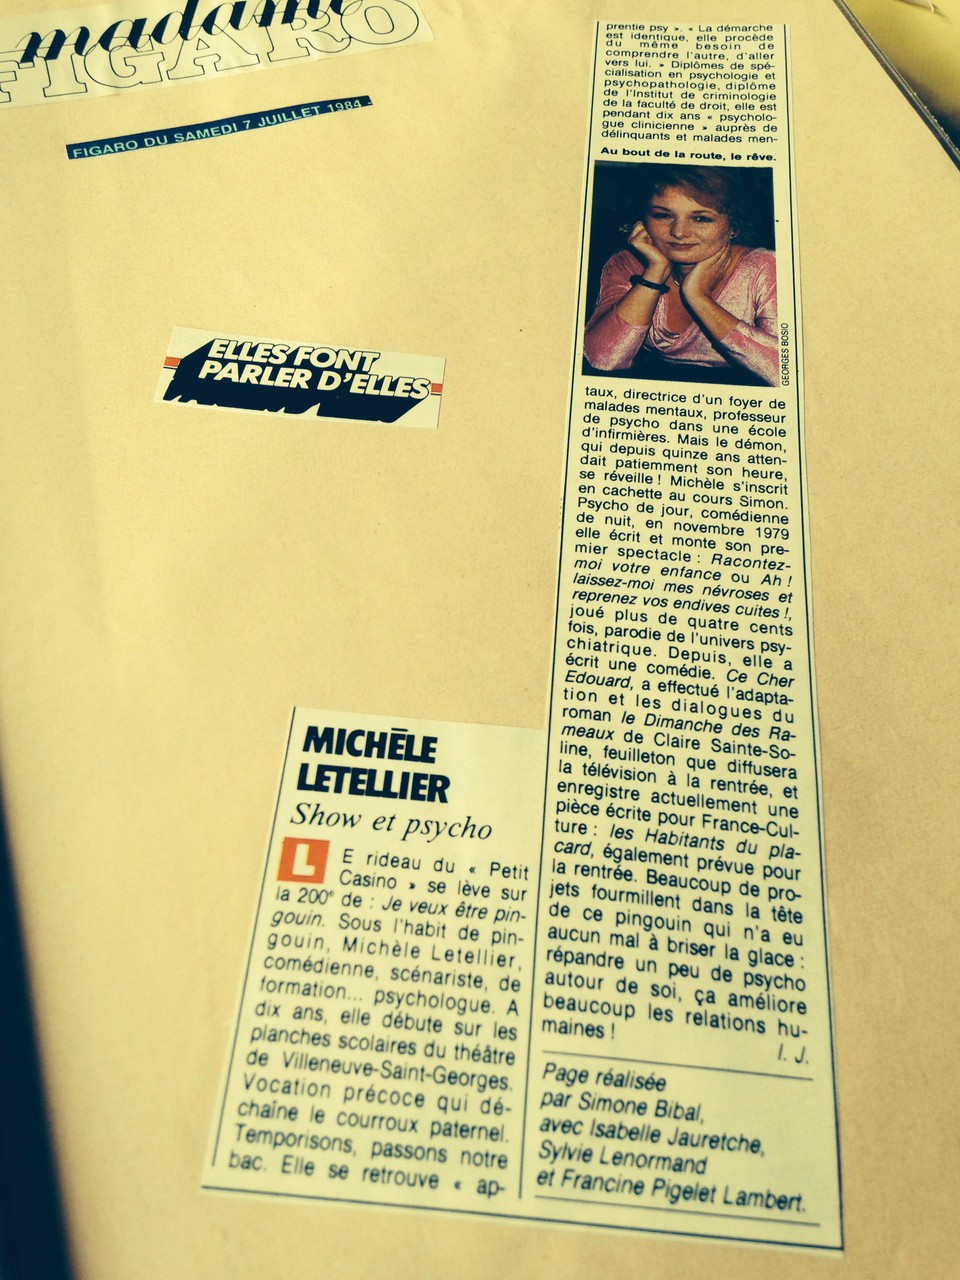 madame
FIGARO
FIGARO DU SAMEDI 7 JUILLET 1984 -
ELLES FONT
PARLER D'ELLES
MICHÈLE
LETELLIER
Show et psycho
LE rideau du « Petit
Casino » se lève sur
la 200e de : Je veux être pin-
gouin. Sous l'habit de pin-
gouin, Michèle Letellier,
comédienne, scénariste, de
formation... psychologue. A
dix ans, elle débute sur les
planches scolaires du théâtre
de Villeneuve-Saint-Georges.
Vocation précoce qui dé-
chaîne le courroux paternel.
Temporisons, passons notre
bac. Elle se retrouve « ap-
prentie psy ». « La démarche
est identique, elle procède
du même besoin de
comprendre l'autre, d'aller
vers lui. » Diplômes de spé-
cialisation en psychologie et
psychopathologie, diplôme
de l'Institut de criminologie
de la faculté de droit, elle est
pendant dix ans « psycholo-
gue clinicienne » auprès de
délinquants et malades men-
Au bout de la route, le rêve.
GEORGES BOSIO
taux, directrice d'un foyer de
malades mentaux, professeur
de psycho dans une école
d'infirmières. Mais le démon,
qui depuis quinze ans atten-
dait patiemment son heure,
se réveille ! Michèle s'inscrit
en cachette au cours Simon.
Psycho de jour, comédienne
de nuit, en novembre 1979
elle écrit et monte son pre-
mier spectacle : Racontez-
moi votre enfance ou Ah !
laissez-moi mes névroses et
reprenez vos endives cuites !,
joué plus de quatre cents
fois, parodie de l'univers psy-
chiatrique. Depuis, elle a
écrit une comédie. Ce Cher
Edouard, a effectué l'adapta-
tion et les dialogues du
roman le Dimanche des Ra-
meaux de Claire Sainte-So-
line, feuilleton que diffusera
la télévision à la rentrée, et
enregistre actuellement une
pièce écrite pour France-Cul-
ture : les Habitants du pla-
card, également prévue pour
la rentrée. Beaucoup de pro-
jets fourmillent dans la tête
de ce pingouin qui n'a eu
aucun mal à briser la glace :
répandre un peu de psycho
autour de soi, ça améliore
beaucoup les relations hu-
maines !
I. J.
Page réalisée
par Simone Bibal,
avec Isabelle Jauretche,
Sylvie Lenormand
et Francine Pigelet Lambert.